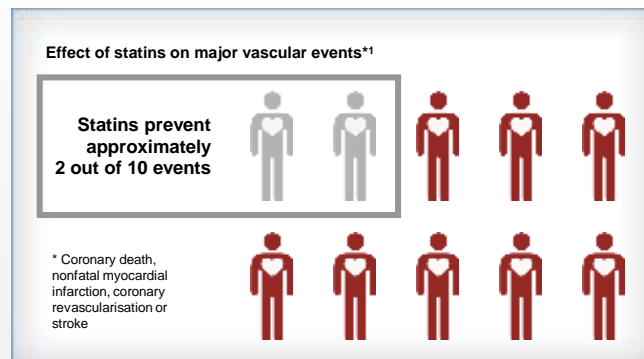 Effect of statins on major vascular events*1
Statins prevent
approximately
2 out of 10 events
* Coronary death,
nonfatal myocardial
infarction, coronary
revascularisation or
stroke